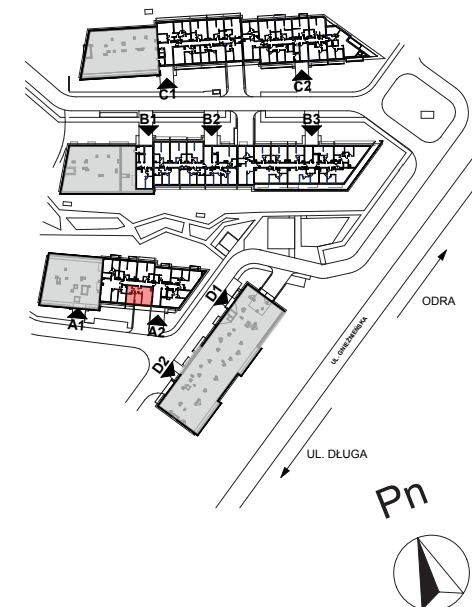 C1
C2
B1
B2
B3
A1
A2
D1
D2
ODRA
UL. GNIEŹNIEŃSKA
UL. DŁUGA
Pn